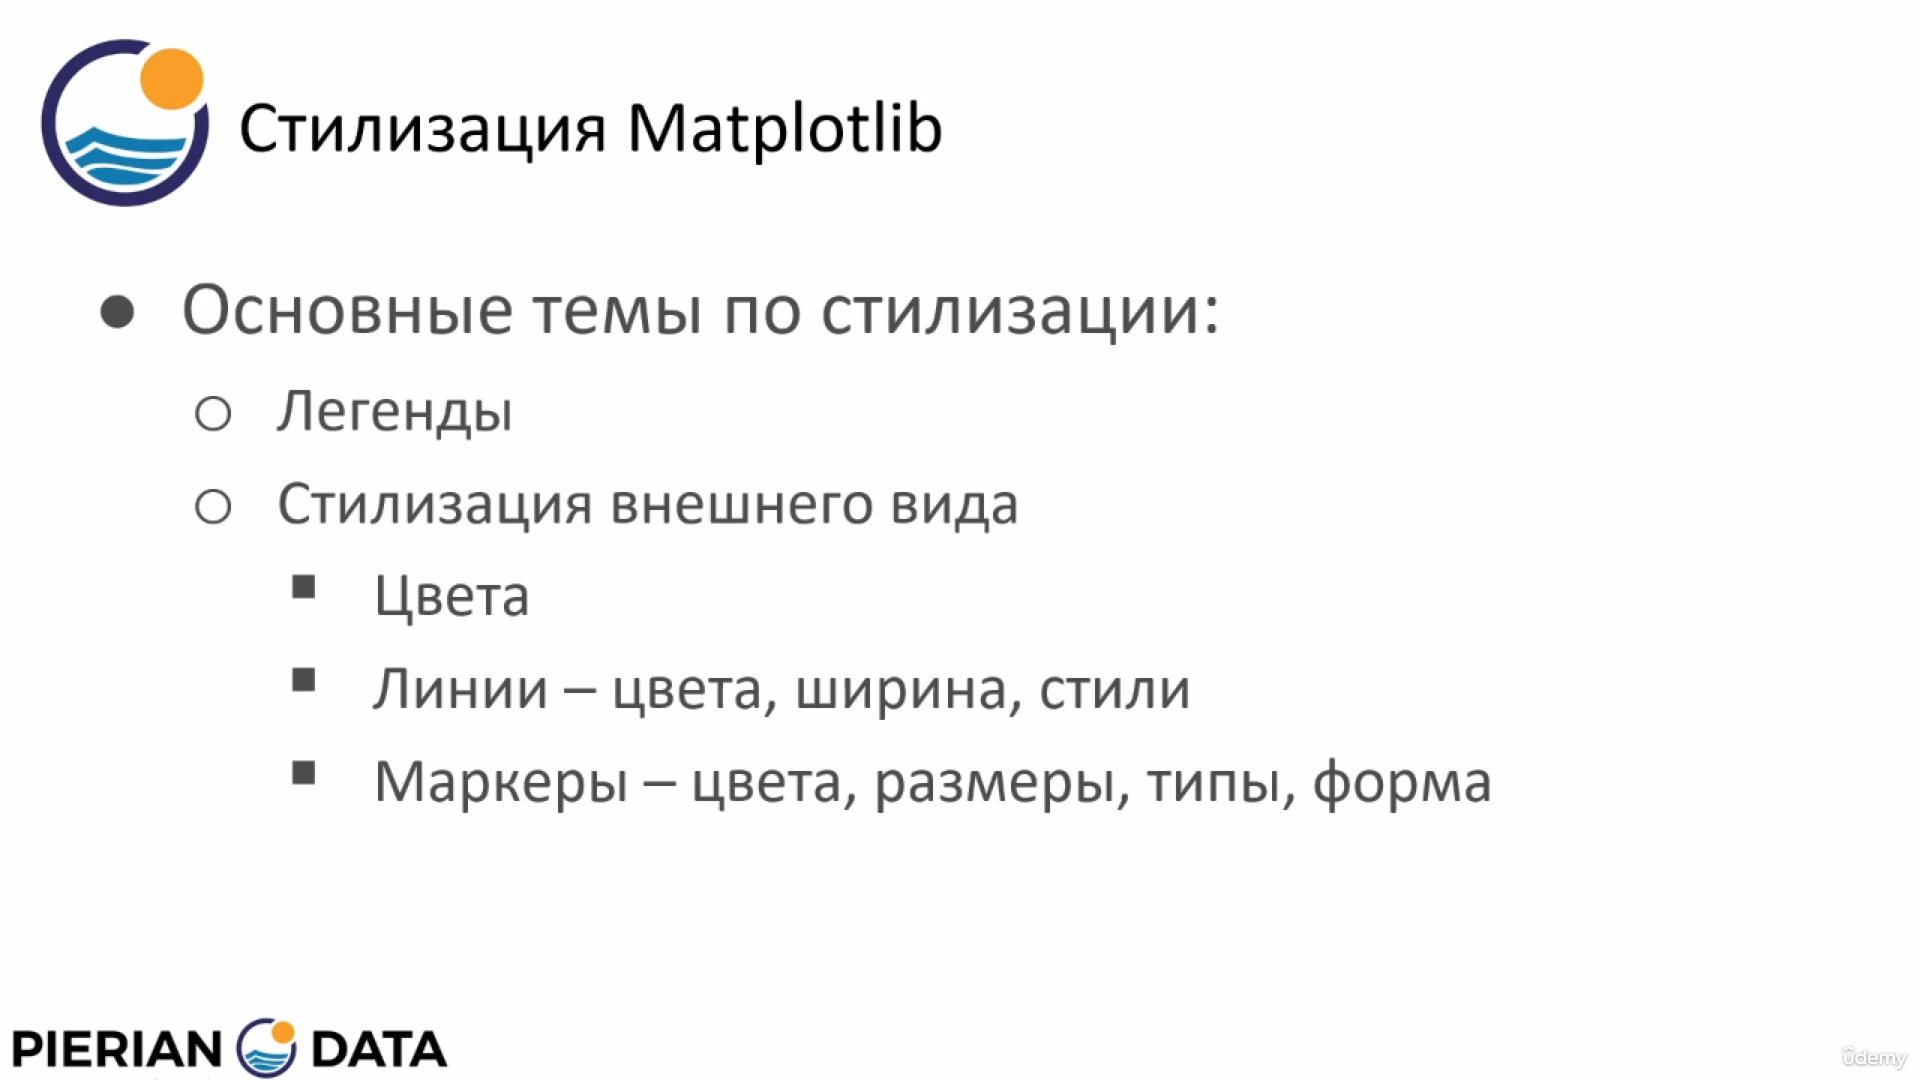 Стилизация Matplotlib
● Основные темы по стилизации:
○ Легенды
○ Стилизация внешнего вида
■ Цвета
■ Линии – цвета, ширина, стили
■ Маркеры – цвета, размеры, типы, форма
PIERIAN DATA
ûdemy